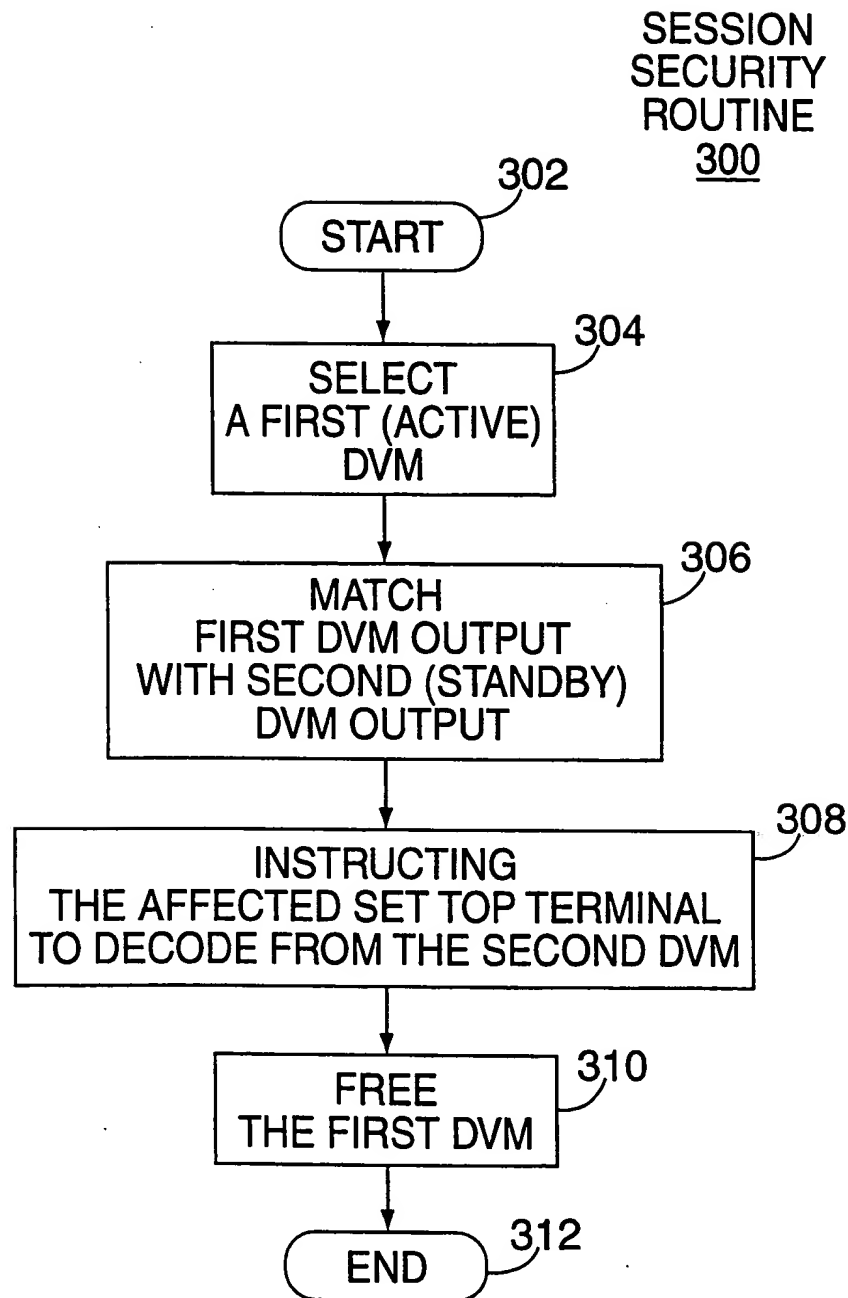 SESSION
SECURITY
ROUTINE
300
302
START
304
SELECT
A FIRST (ACTIVE)
DVM
306
MATCH
FIRST DVM OUTPUT
WITH SECOND (STANDBY)
DVM OUTPUT
308
INSTRUCTING
THE AFFECTED SET TOP TERMINAL
TO DECODE FROM THE SECOND DVM
310
FREE
THE FIRST DVM
312
END